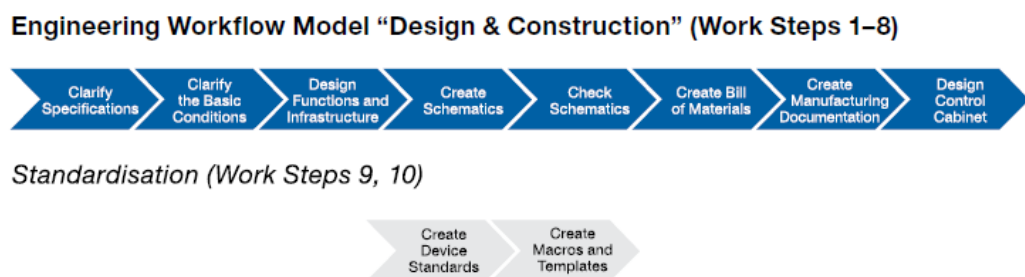 Engineering Workflow Model “Design & Construction” (Work Steps 1–8)
Clarify
Specifications
Clarify
the Basic
Conditions
Design
Functions and
Infrastructure
Create
Schematics
Check
Schematics
Create Bill
of Materials
Create
Manufacturing
Documentation
Design
Control
Cabinet
Standardisation (Work Steps 9, 10)
Create
Device
Standards
Create
Macros and
Templates